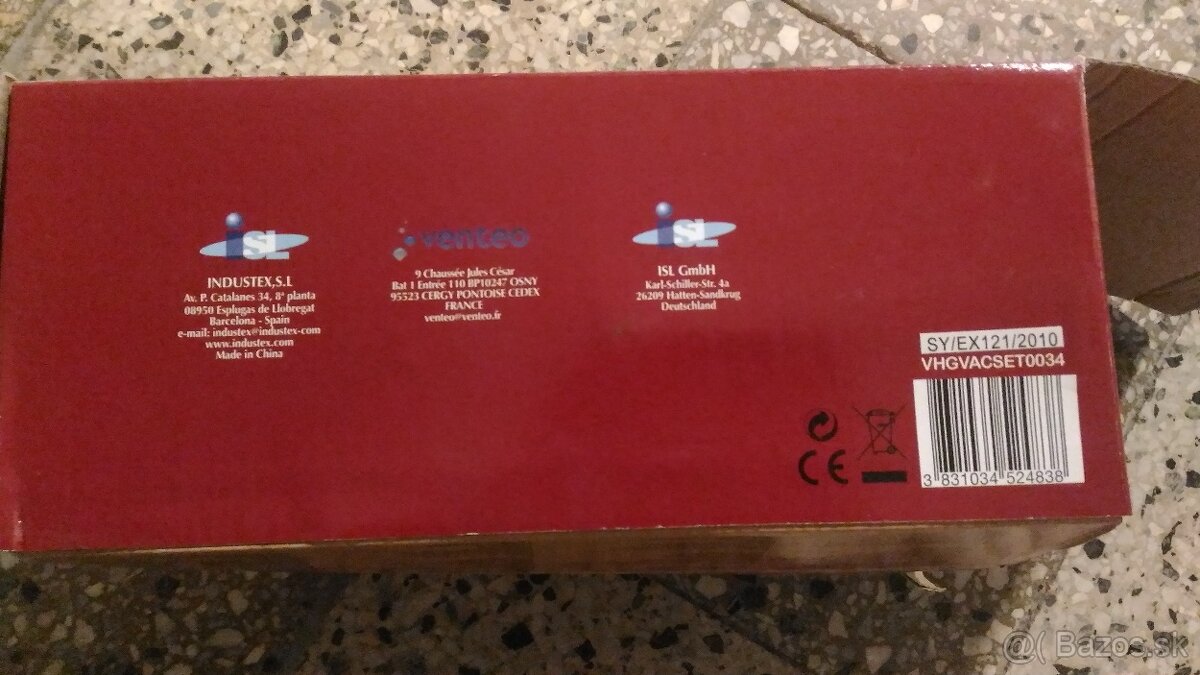 iSL
INDUSTEX,S.L
Av. P. Catalanes 34, 8ª planta
08950 Esplugas de Llobregat
Barcelona - Spain
e-mail: industex@industex-com
www.industex.com
Made in China
venteo
9 Chaussée Jules César
Bat 1 Entrée 110 BP10247 OSNY
95523 CERGY PONTOISE CEDEX
FRANCE
venteo@venteo.fr
iSL
ISL GmbH
Karl-Schiller-Str. 4a
26209 Hatten-Sandkrug
Deutschland
SY/EX121/2010
VHGVACSET0034
CE
3 831034 524838
@( Bazos.sk